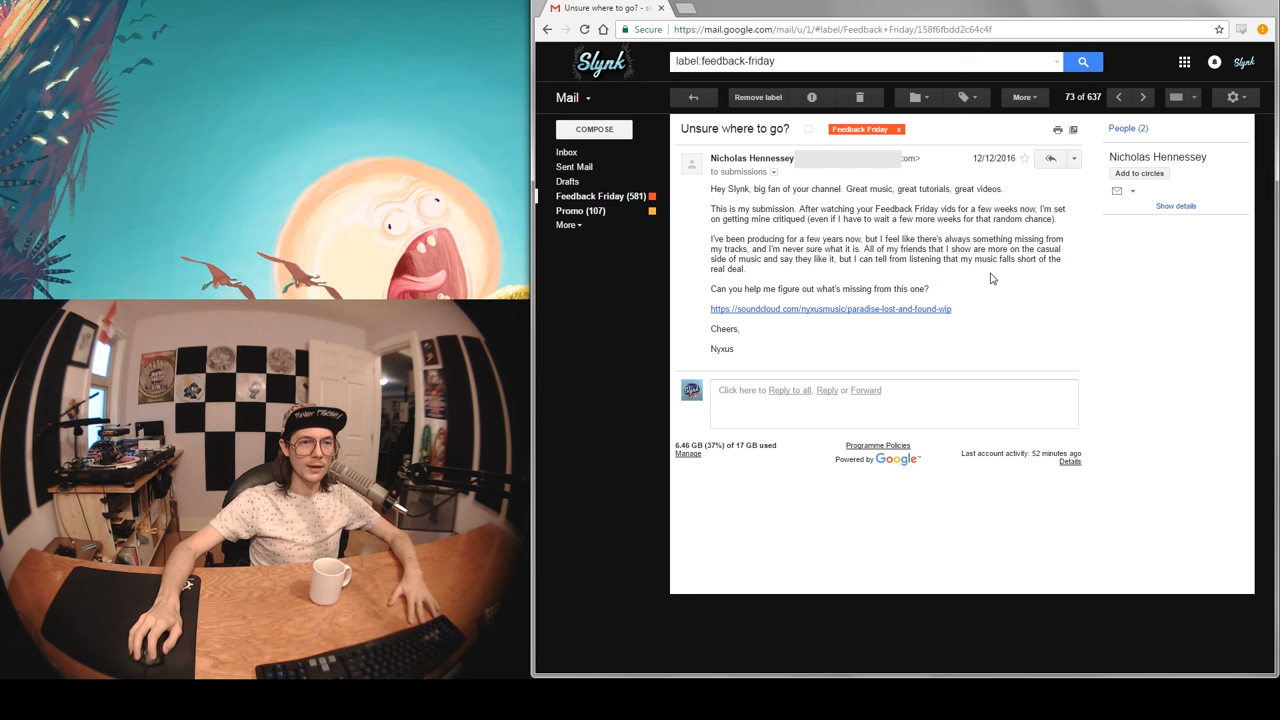 Unsure where to go? - s
Secure
https://mail.google.com/mail/u/1/#label/Feedback+Friday/158f6fbdd2c64c4f
Slynk
label:feedback-friday
Slynk
Mail
Remove label
More
73 of 637
COMPOSE
Inbox
Sent Mail
Drafts
Feedback Friday (581)
Promo (107)
More
Unsure where to go?
Feedback Friday x
People (2)
Nicholas Hennessey
com>
12/12/2016
to submissions
Nicholas Hennessey
Add to circles
Show details
Hey Slynk, big fan of your channel. Great music, great tutorials, great videos.
This is my submission. After watching your Feedback Friday vids for a few weeks now, I'm set
on getting mine critiqued (even if I have to wait a few more weeks for that random chance).
I've been producing for a few years now, but I feel like there's always something missing from
my tracks, and I'm never sure what it is. All of my friends that I show are more on the casual
side of music and say they like it, but I can tell from listening that my music falls short of the
real deal.
Can you help me figure out what's missing from this one?
https://soundcloud.com/nyxusmusic/paradise-lost-and-found-wip
Cheers,
Nyxus
Click here to Reply to all, Reply or Forward
6.46 GB (37%) of 17 GB used
Manage
Programme Policies
Powered by Google™
Last account activity: 52 minutes ago
Details